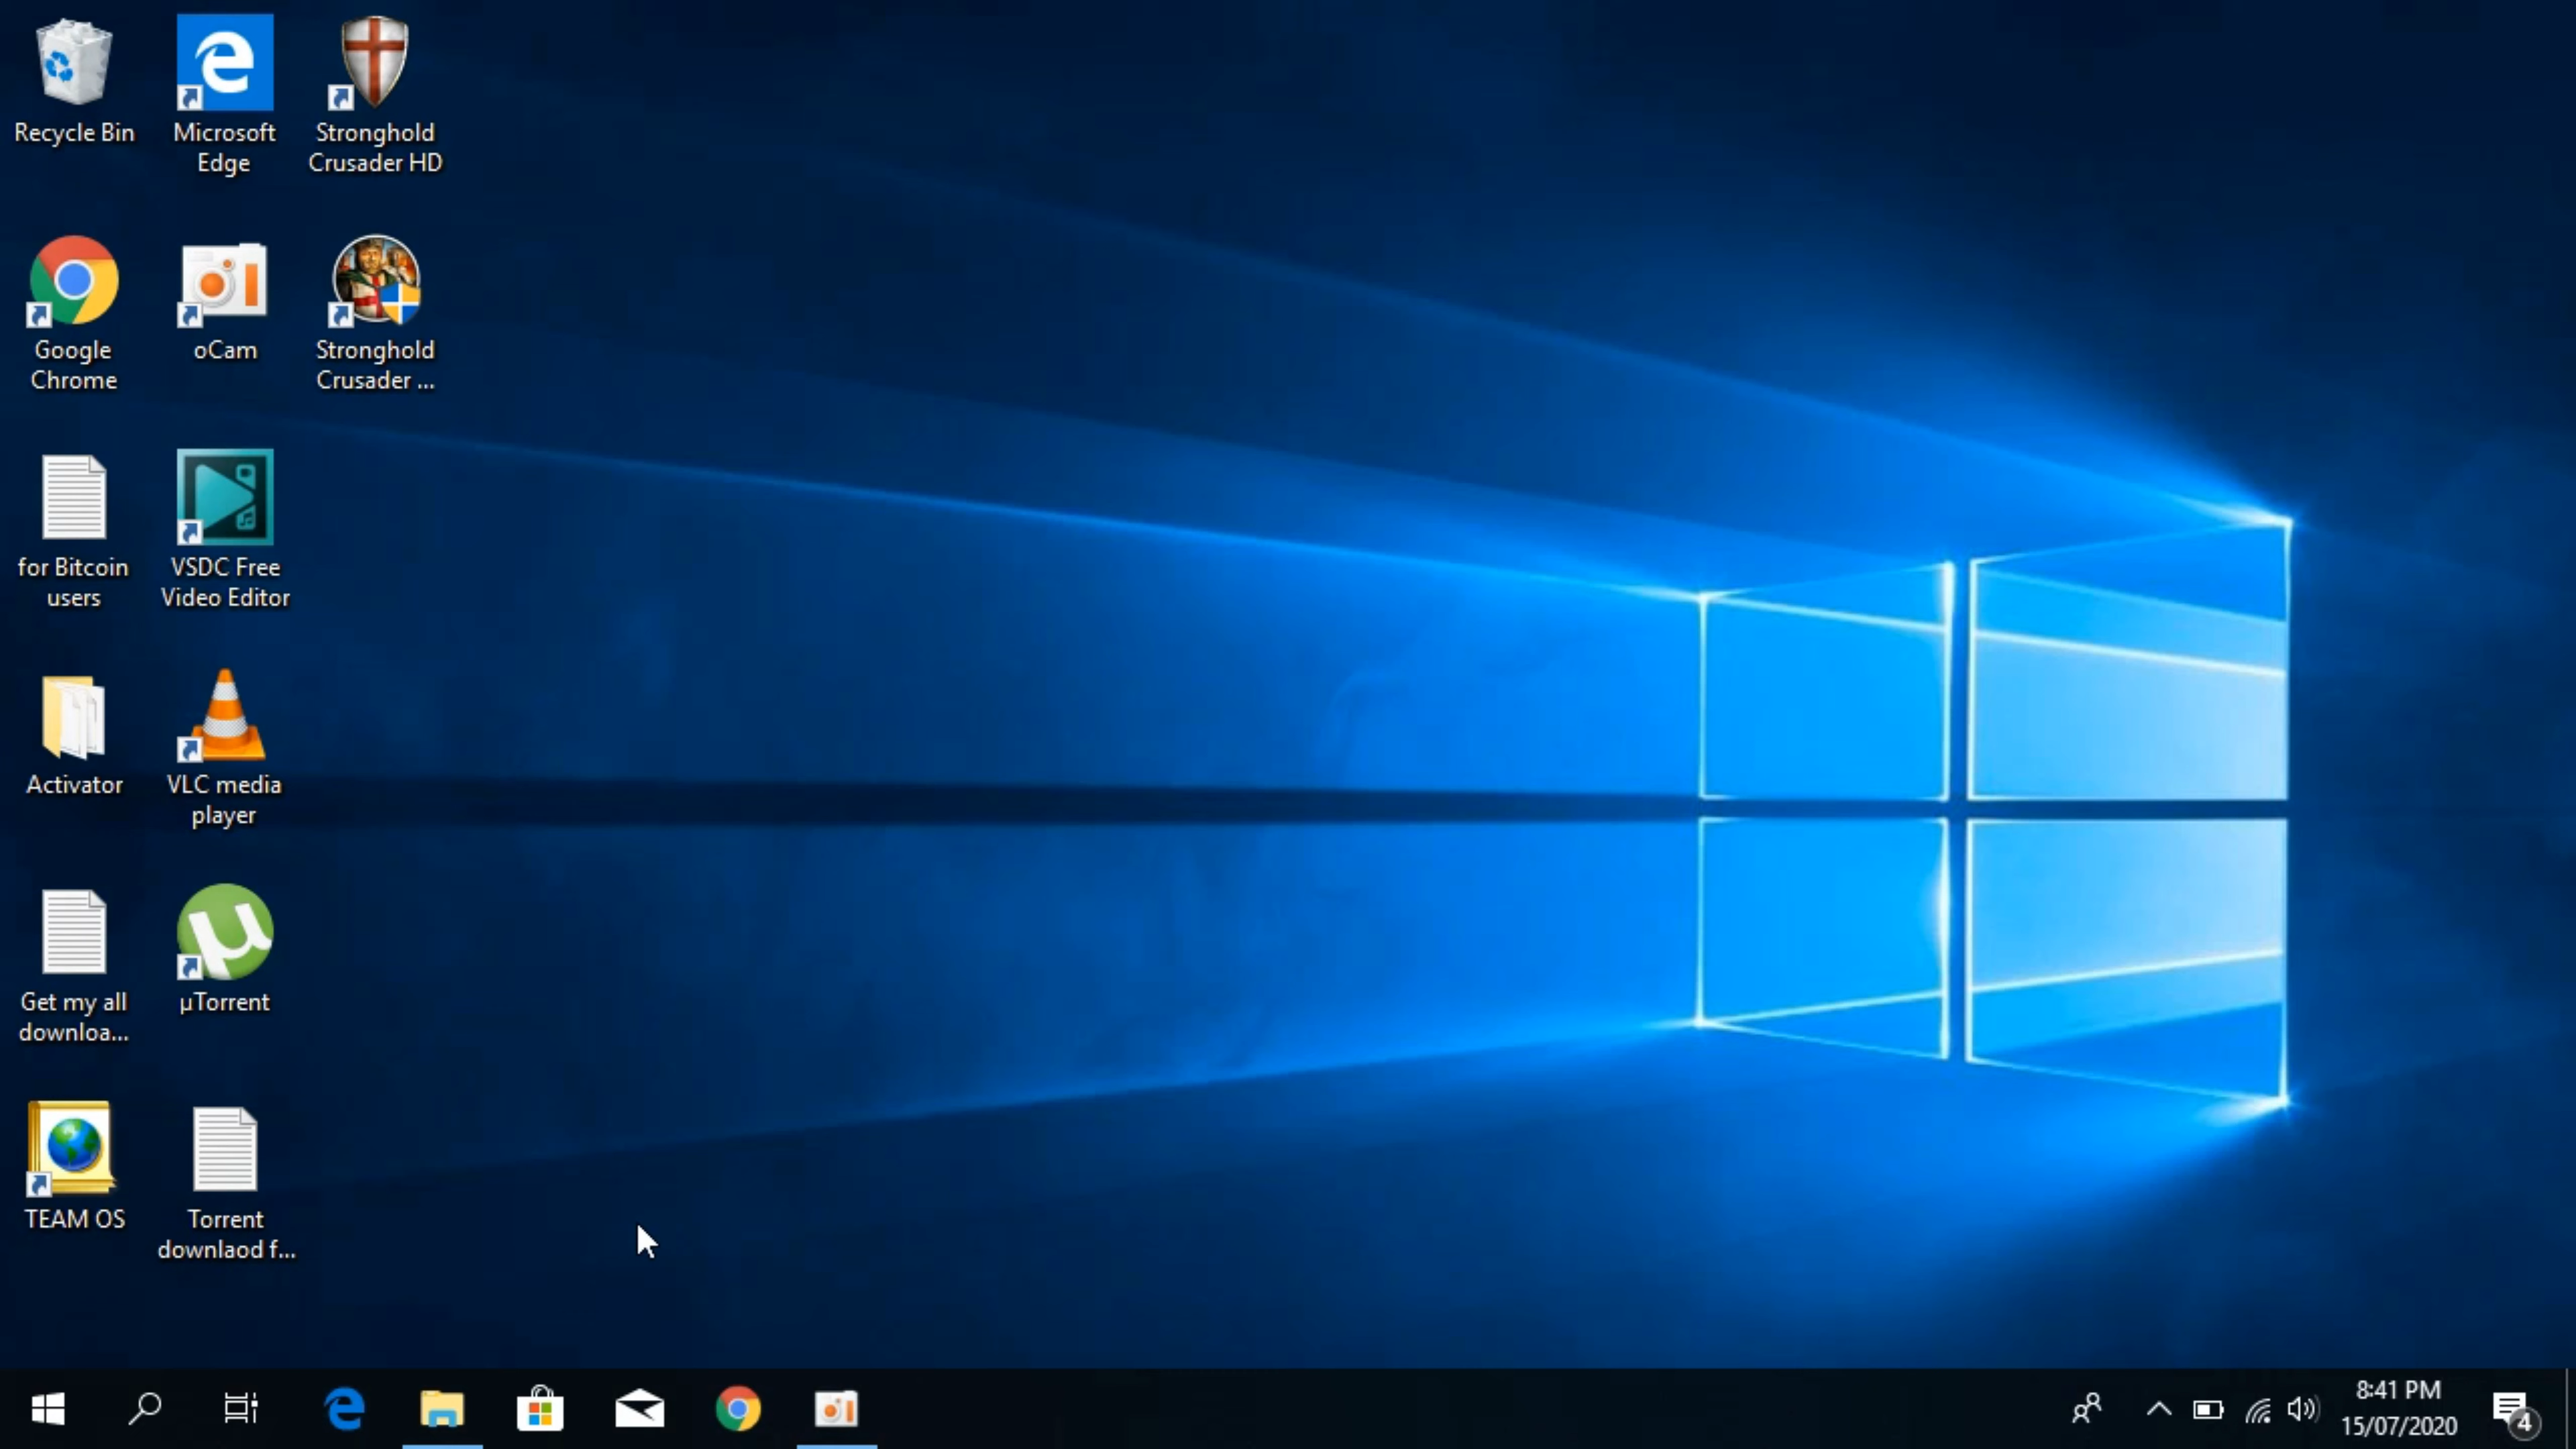 Recycle Bin
Microsoft
Edge
Stronghold
Crusader HD
Google
Chrome
oCam
Stronghold
Crusader ...
for Bitcoin
users
VSDC Free
Video Editor
Activator
VLC media
player
Get my all
downloa...
µTorrent
TEAM OS
Torrent
downlaod f...
8:41 PM
15/07/2020
4